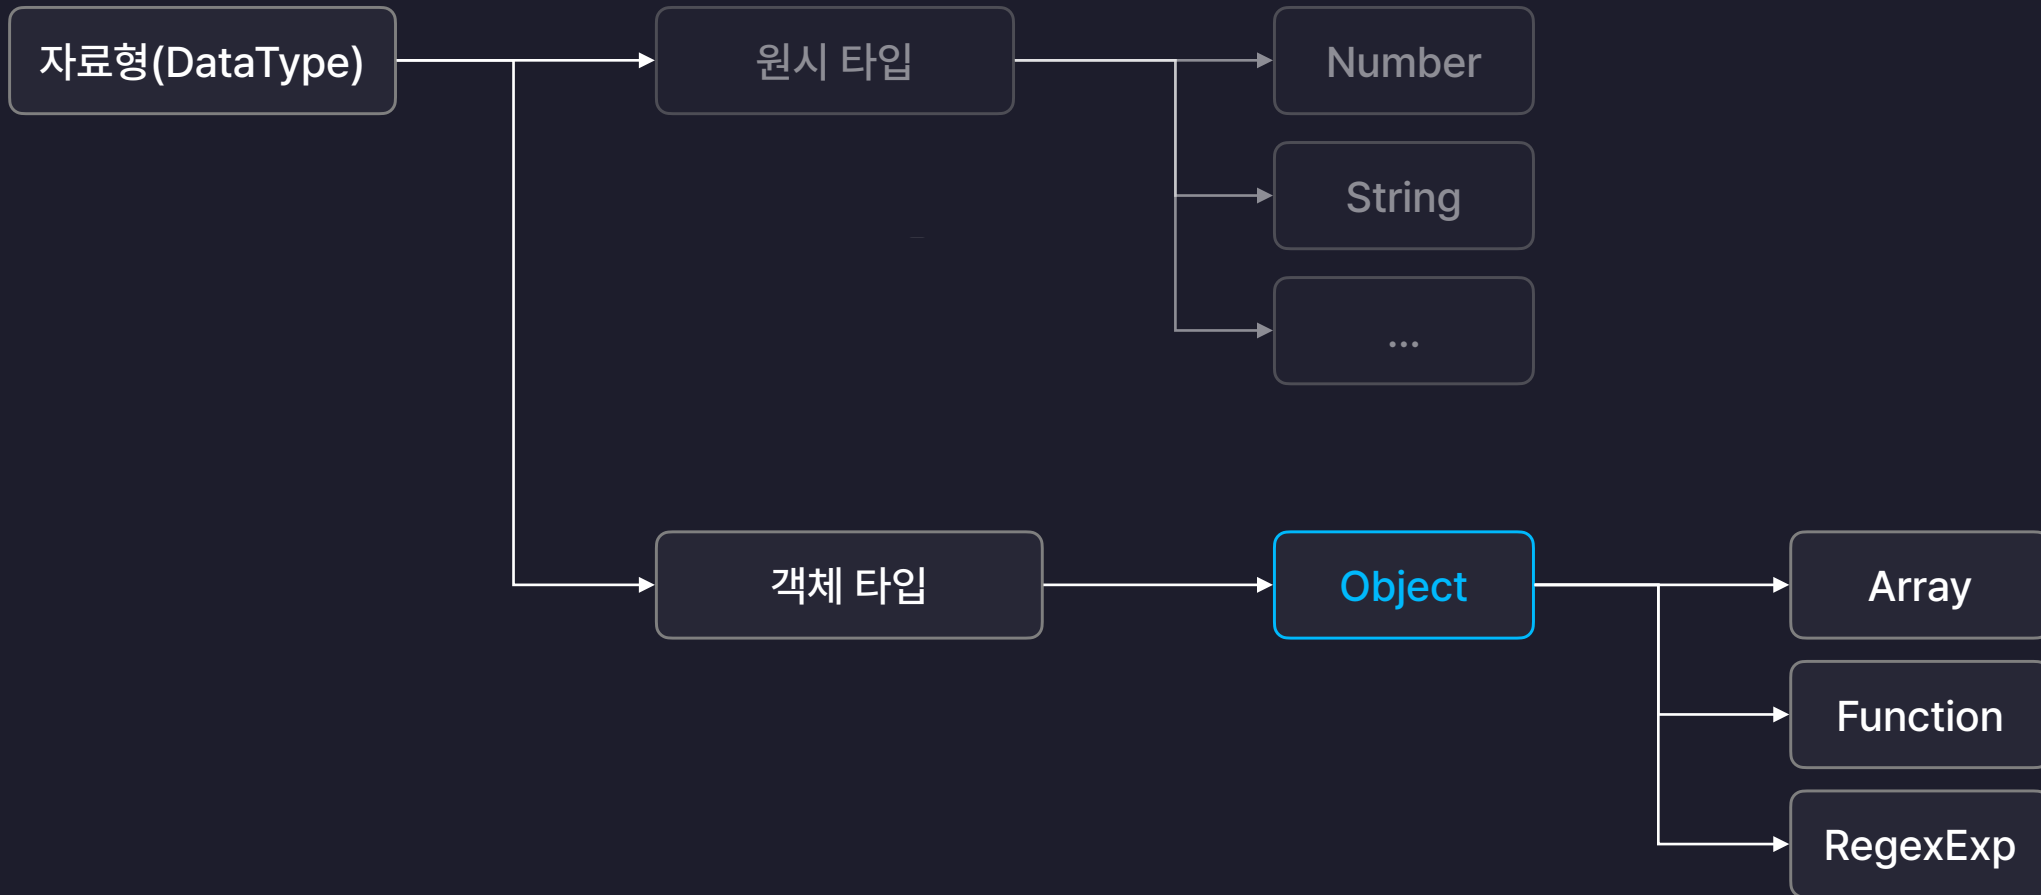 자료형(DataType)
원시 타입
Number
String
...
객체 타입
Object
Array
Function
RegexExp